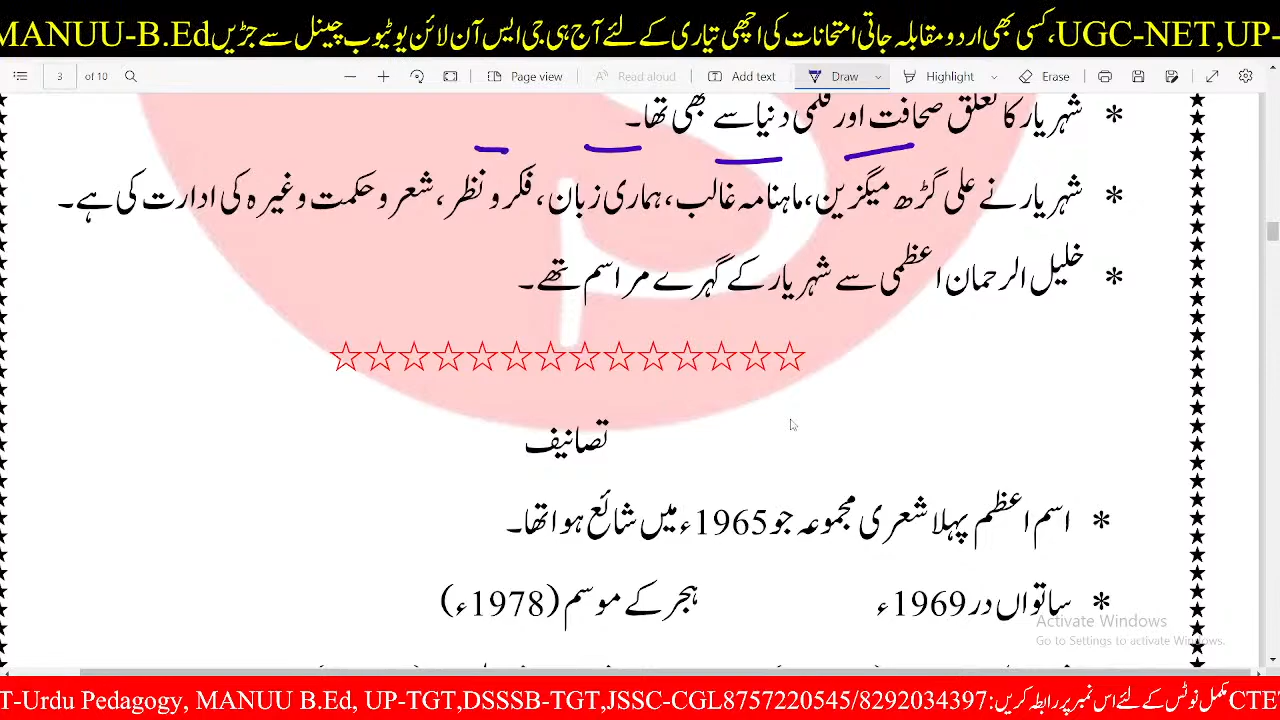 UGC-NET,UP-، کسی بھی اردو مقابلہ جاتی امتحانات کی اچھی تیاری کے لئے آج ہی جی ایس آن لائن یوٹیوب چینل سے جڑیں MANUU-B.Ed
3 of 10 Page view Read aloud Add text Draw Highlight Erase
* شہریار کا تعلق صحافت اور فلمی دنیا سے بھی تھا۔
* شہریار نے علی گڑھ میگزین، ماہنامہ غالب، ہماری زبان، فکر و نظر، شعر و حکمت وغیرہ کی ادارت کی ہے۔
* خلیل الرحمان اعظمی سے شہریار کے گہرے مراسم تھے۔
☆☆☆☆☆☆☆☆☆☆☆☆☆☆
تصانیف
* اسم اعظم پہلا شعری مجموعہ جو 1965ء میں شائع ہوا تھا۔
* ساتواں در 1969ء ہجر کے موسم (1978ء)
Activate Windows
Go to Settings to activate Windows.
T-Urdu Pedagogy, MANUU B.Ed, UP-TGT,DSSSB-TGT,JSSC-CGL8757220545/8292034397: مکمل نوٹس کے لئے اس نمبر پر رابطہ کریں CTE